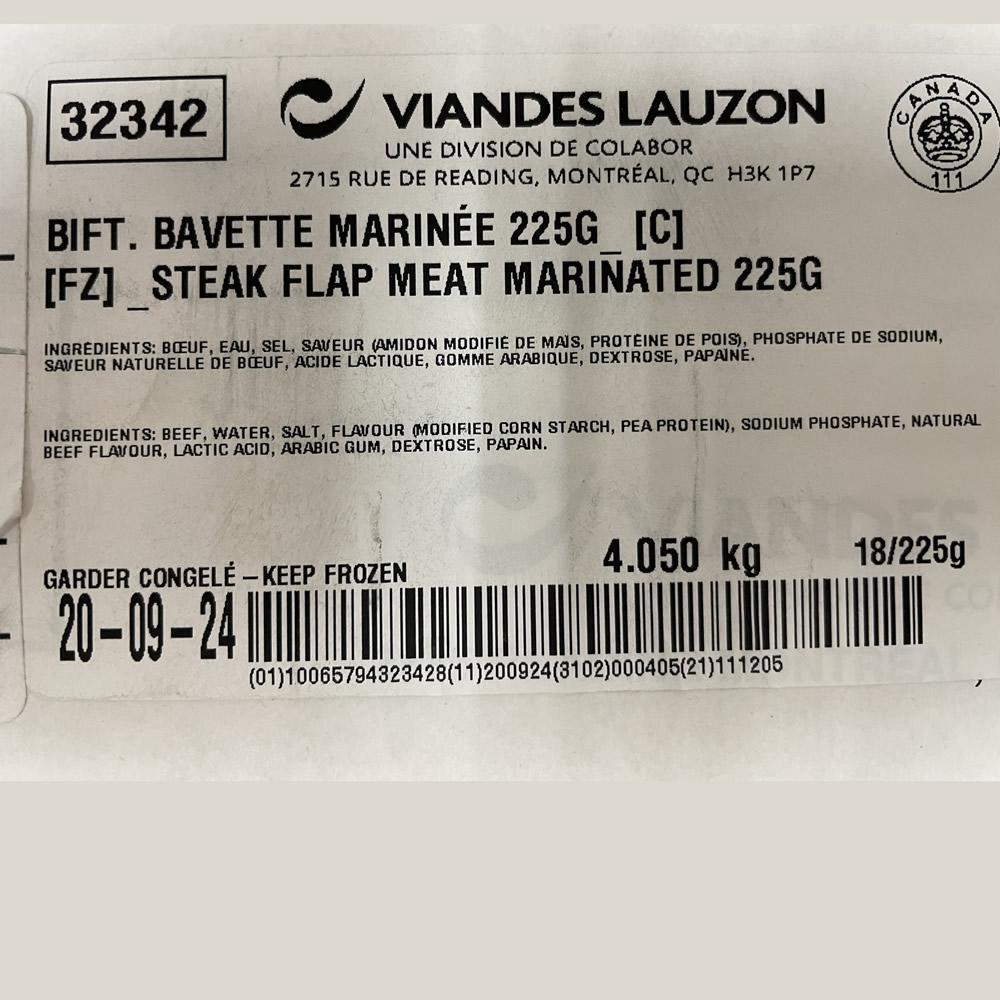 32342
VIANDES LAUZON
UNE DIVISION DE COLABOR
2715 RUE DE READING, MONTRÉAL, QC H3K 1P7
CANADA
111
BIFT. BAVETTE MARINÉE 225G_ [C]
[FZ] _STEAK FLAP MEAT MARINATED 225G
INGRÉDIENTS: BŒUF, EAU, SEL, SAVEUR (AMIDON MODIFIÉ DE MAÏS, PROTÉINE DE POIS), PHOSPHATE DE SODIUM,
SAVEUR NATURELLE DE BŒUF, ACIDE LACTIQUE, GOMME ARABIQUE, DEXTROSE, PAPAÏNE.
INGREDIENTS: BEEF, WATER, SALT, FLAVOUR (MODIFIED CORN STARCH, PEA PROTEIN), SODIUM PHOSPHATE, NATURAL
BEEF FLAVOUR, LACTIC ACID, ARABIC GUM, DEXTROSE, PAPAIN.
VIANDES
4.050 kg 18/225g
GARDER CONGELÉ – KEEP FROZEN
20-09-24
CO
(01)10065794323428(11)200924(3102)000405(21)111205
MONTRÉAL